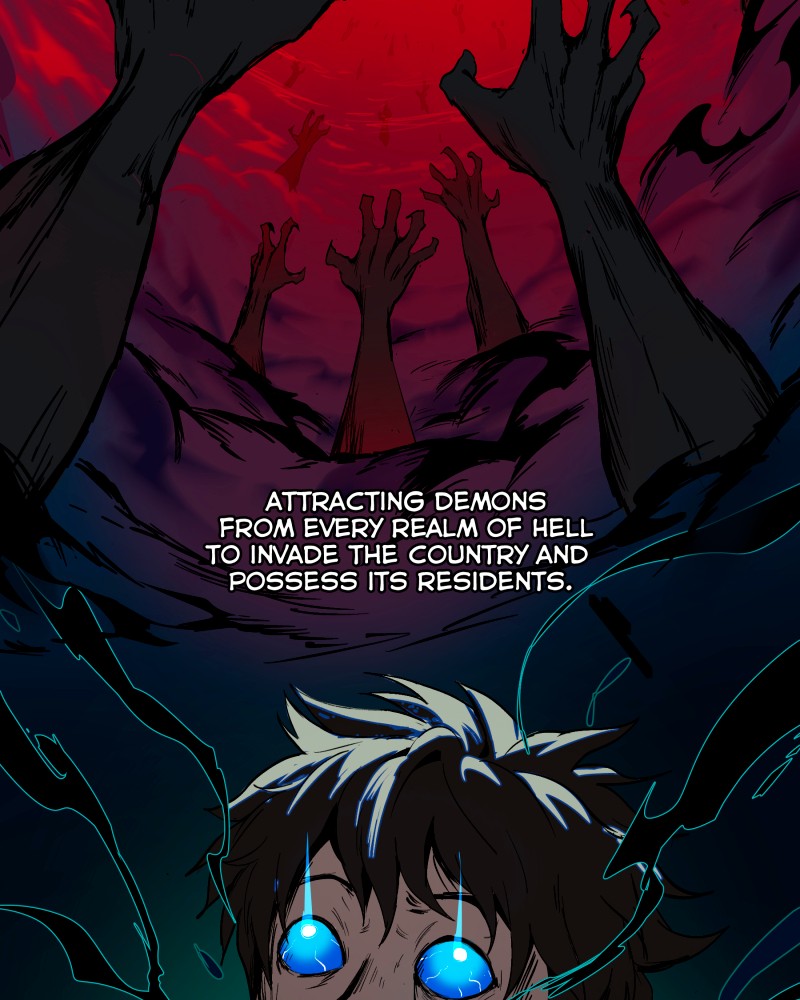 ATTRACTING DEMONS
FROM EVERY REALM OF HELL
TO INVADE THE COUNTRY AND
POSSESS ITS RESIDENTS.